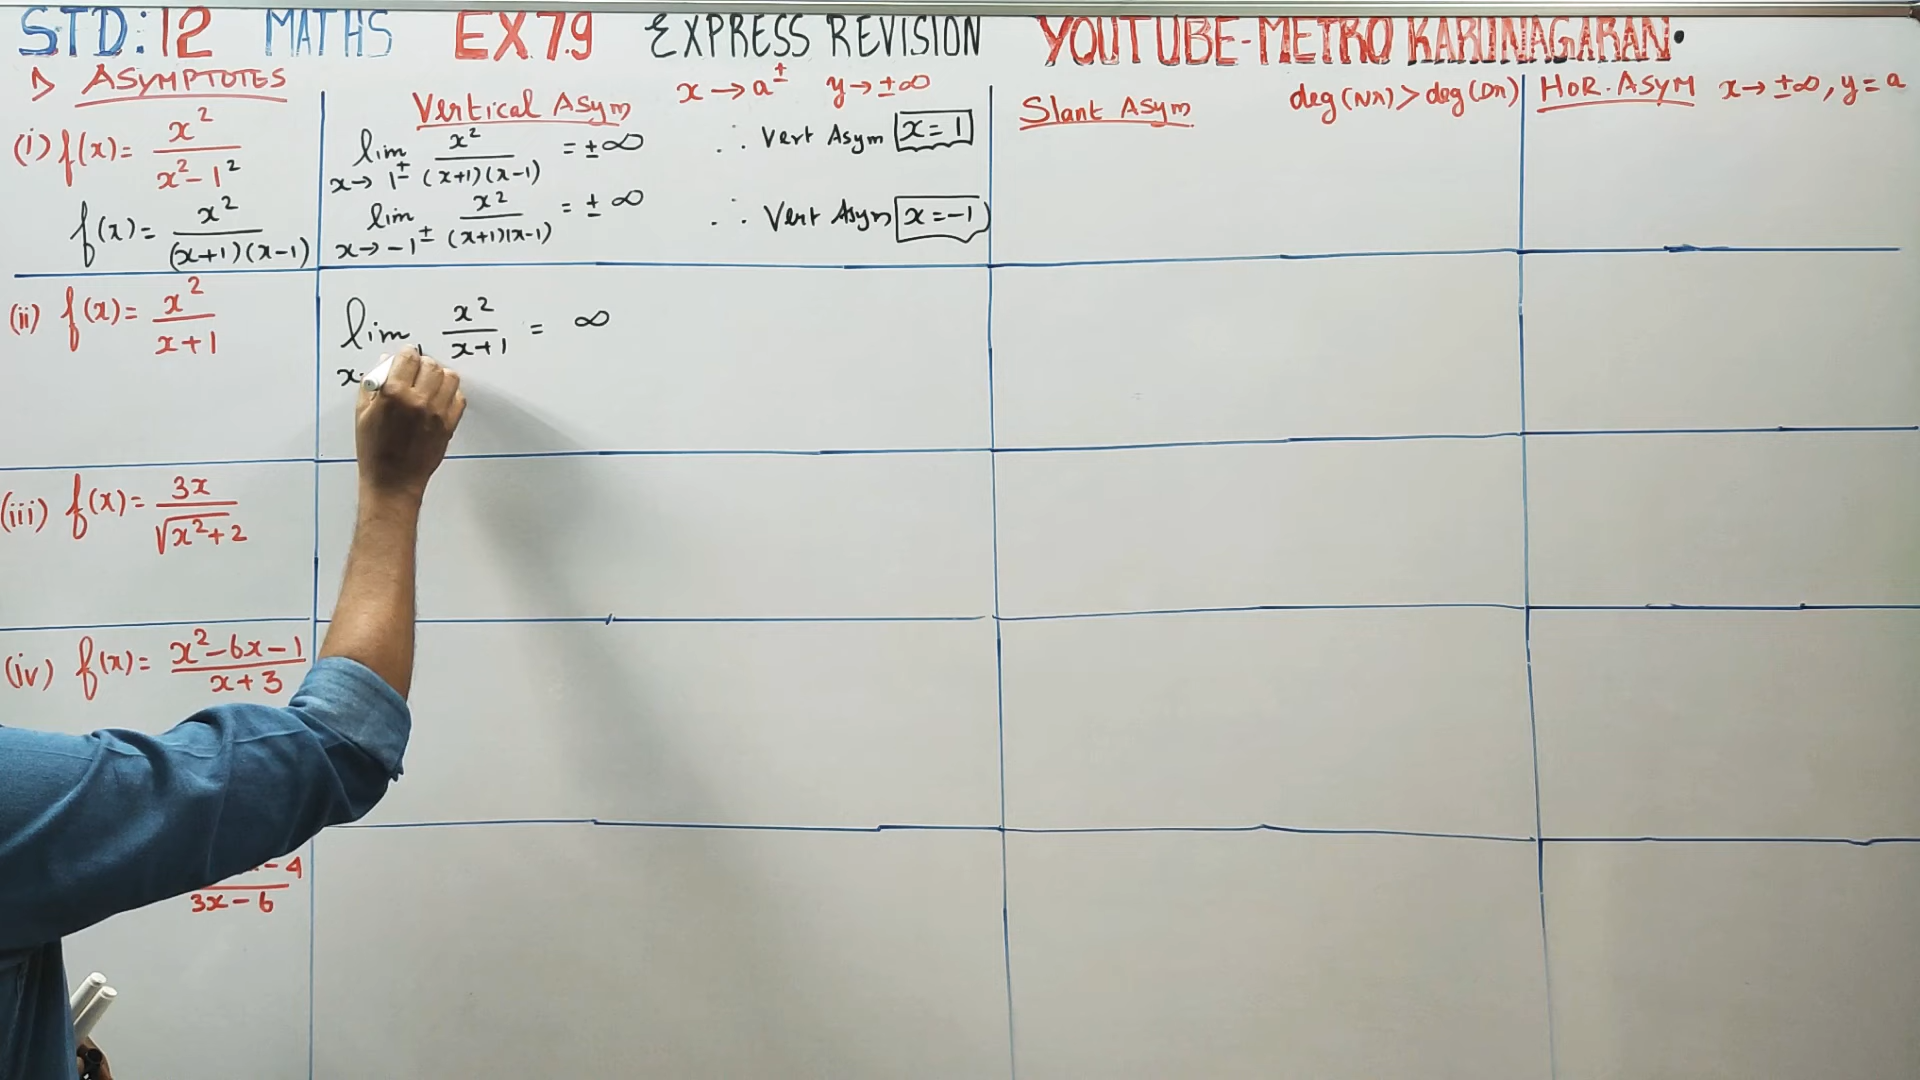 STD:12 MATHS EX 7.9 EXPRESS REVISION YOUTUBE-METRO KARUNAGARAN.
1) ASYMPTOTES
Vertical Asym x→a± y→±∞
Slant Asym deg(Nr)>deg(Dr)
HOR. ASYM x→±∞, y=a
(i) f(x)= x²/(x²-1²)
f(x)= x²/((x+1)(x-1))
lim x→1± x²/((x+1)(x-1)) = ±∞ ∴ Vert Asym x=1
lim x→-1± x²/((x+1)(x-1)) = ±∞ ∴ Vert Asym x=-1
(ii) f(x)= x²/(x+1)
lim x x²/(x+1) = ∞
(iii) f(x)= 3x/√(x²+2)
(iv) f(x)= (x²-6x-1)/(x+3)
-4/(3x-6)